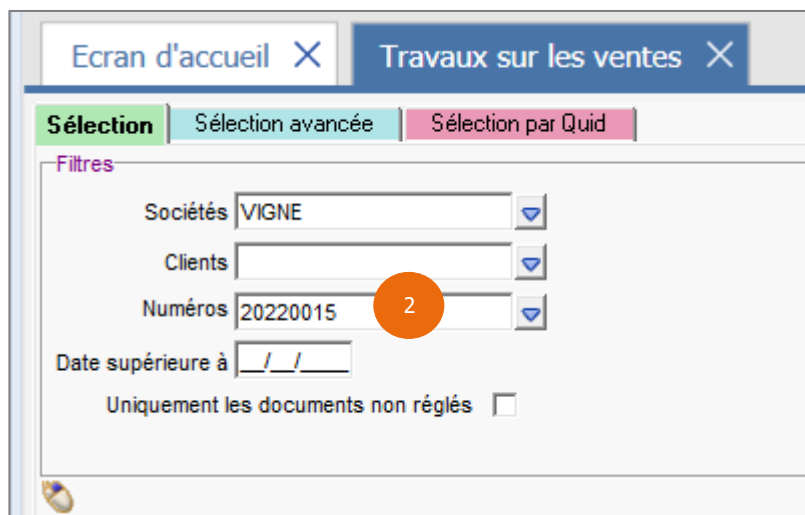 Ecran d'accueil Travaux sur les ventes
Sélection Sélection avancée Sélection par Quid
Filtres
Sociétés VIGNE
Clients
Numéros 20220015 2
Date supérieure à __/__/____
Uniquement les documents non réglés